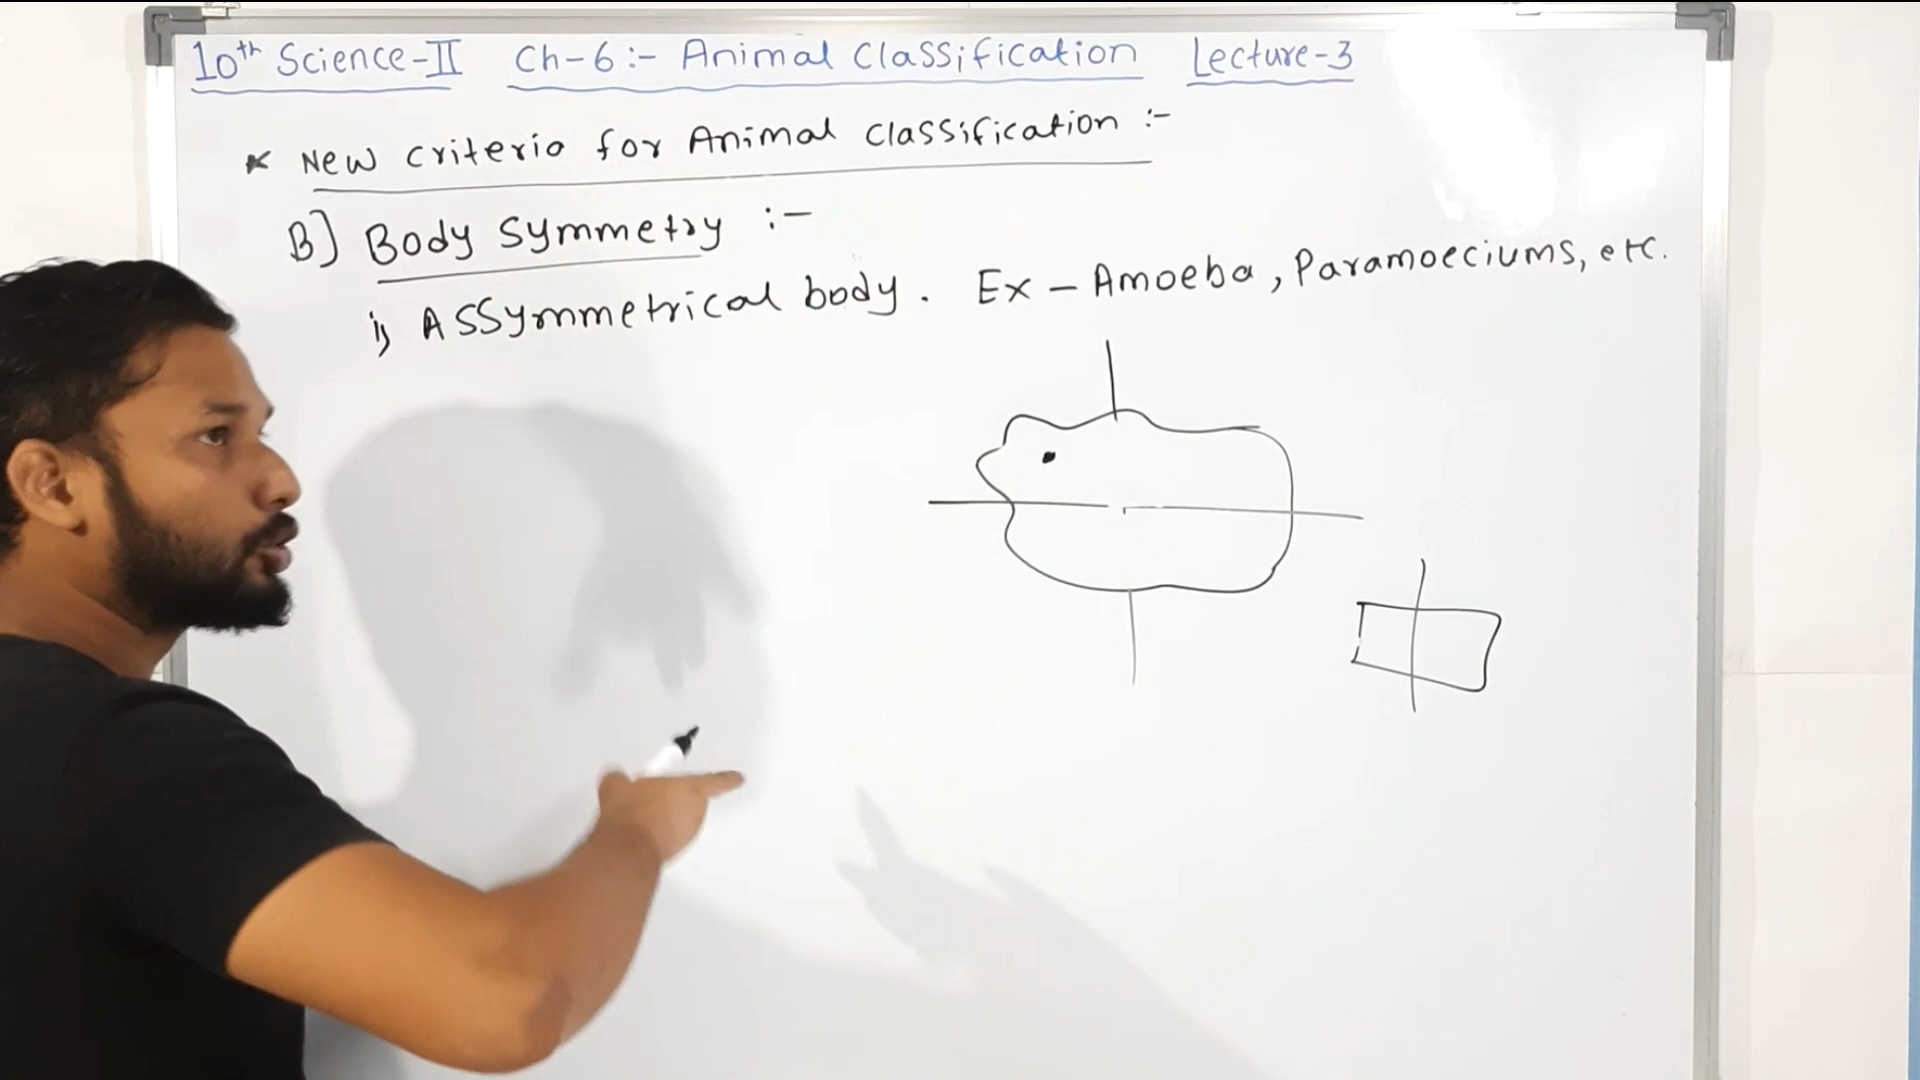 10th Science-II Ch-6:- Animal Classification Lecture-3
* New criteria for Animal classification :-
B] Body symmetry :-
i) ASSymmetrical body. Ex - Amoeba, Paramoeciums, etc.